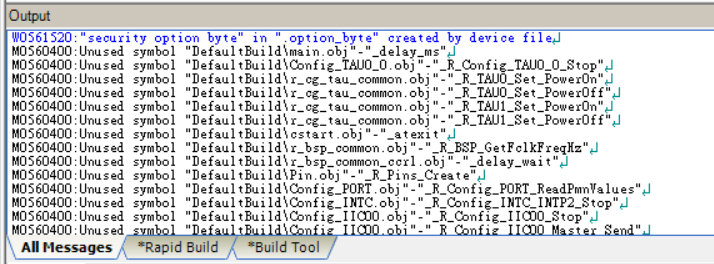 Output
W0561520:"security option byte" in ".option_byte" created by device file↵
M0560400:Unused symbol "DefaultBuild\main.obj"-"_delay_ms"↵
M0560400:Unused symbol "DefaultBuild\Config_TAU0_0.obj"-"_R_Config_TAU0_0_Stop"↵
M0560400:Unused symbol "DefaultBuild\r_cg_tau_common.obj"-"_R_TAU0_Set_PowerOn"↵
M0560400:Unused symbol "DefaultBuild\r_cg_tau_common.obj"-"_R_TAU0_Set_PowerOff"↵
M0560400:Unused symbol "DefaultBuild\r_cg_tau_common.obj"-"_R_TAU1_Set_PowerOn"↵
M0560400:Unused symbol "DefaultBuild\r_cg_tau_common.obj"-"_R_TAU1_Set_PowerOff"↵
M0560400:Unused symbol "DefaultBuild\cstart.obj"-"_atexit"↵
M0560400:Unused symbol "DefaultBuild\r_bsp_common.obj"-"_R_BSP_GetFclkFreqHz"↵
M0560400:Unused symbol "DefaultBuild\r_bsp_common_ccrl.obj"-"_delay_wait"↵
M0560400:Unused symbol "DefaultBuild\Pin.obj"-"_R_Pins_Create"↵
M0560400:Unused symbol "DefaultBuild\Config_PORT.obj"-"_R_Config_PORT_ReadPmnValues"↵
M0560400:Unused symbol "DefaultBuild\Config_INTC.obj"-"_R_Config_INTC_INTP2_Stop"↵
M0560400:Unused symbol "DefaultBuild\Config_IIC00.obj"-"_R_Config_IIC00_Stop"↵
M0560400:Unused symbol "DefaultBuild\Config_IIC00.obj"-"_R_Config_IIC00_Master_Send"↵
All Messages *Rapid Build *Build Tool